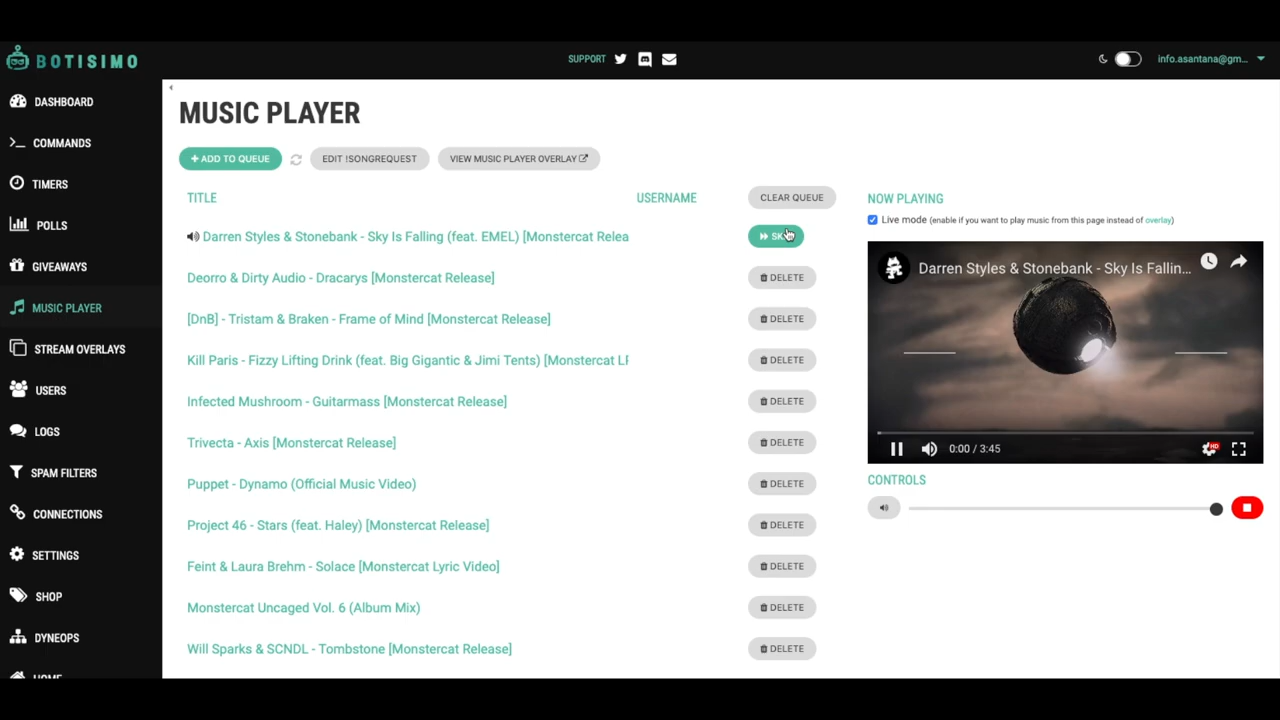 BOTISIMO
SUPPORT
info.asantana@gm...
DASHBOARD
COMMANDS
TIMERS
POLLS
GIVEAWAYS
MUSIC PLAYER
STREAM OVERLAYS
USERS
LOGS
SPAM FILTERS
CONNECTIONS
SETTINGS
SHOP
DYNEOPS
HOME
MUSIC PLAYER
+ ADD TO QUEUE
EDIT !SONGREQUEST
VIEW MUSIC PLAYER OVERLAY
TITLE USERNAME CLEAR QUEUE
Darren Styles & Stonebank - Sky Is Falling (feat. EMEL) [Monstercat Relea
Deorro & Dirty Audio - Dracarys [Monstercat Release] DELETE
[DnB] - Tristam & Braken - Frame of Mind [Monstercat Release] DELETE
Kill Paris - Fizzy Lifting Drink (feat. Big Gigantic & Jimi Tents) [Monstercat DELETE
Infected Mushroom - Guitarmass [Monstercat Release] DELETE
Trivecta - Axis [Monstercat Release] DELETE
Puppet - Dynamo (Official Music Video) DELETE
Project 46 - Stars (feat. Haley) [Monstercat Release] DELETE
Feint & Laura Brehm - Solace [Monstercat Lyric Video] DELETE
Monstercat Uncaged Vol. 6 (Album Mix) DELETE
Will Sparks & SCNDL - Tombstone [Monstercat Release] DELETE
NOW PLAYING
Live mode (enable if you want to play music from this page instead of overlay)
Darren Styles & Stonebank - Sky Is Fallin...
0:00 / 3:45
HD
CONTROLS